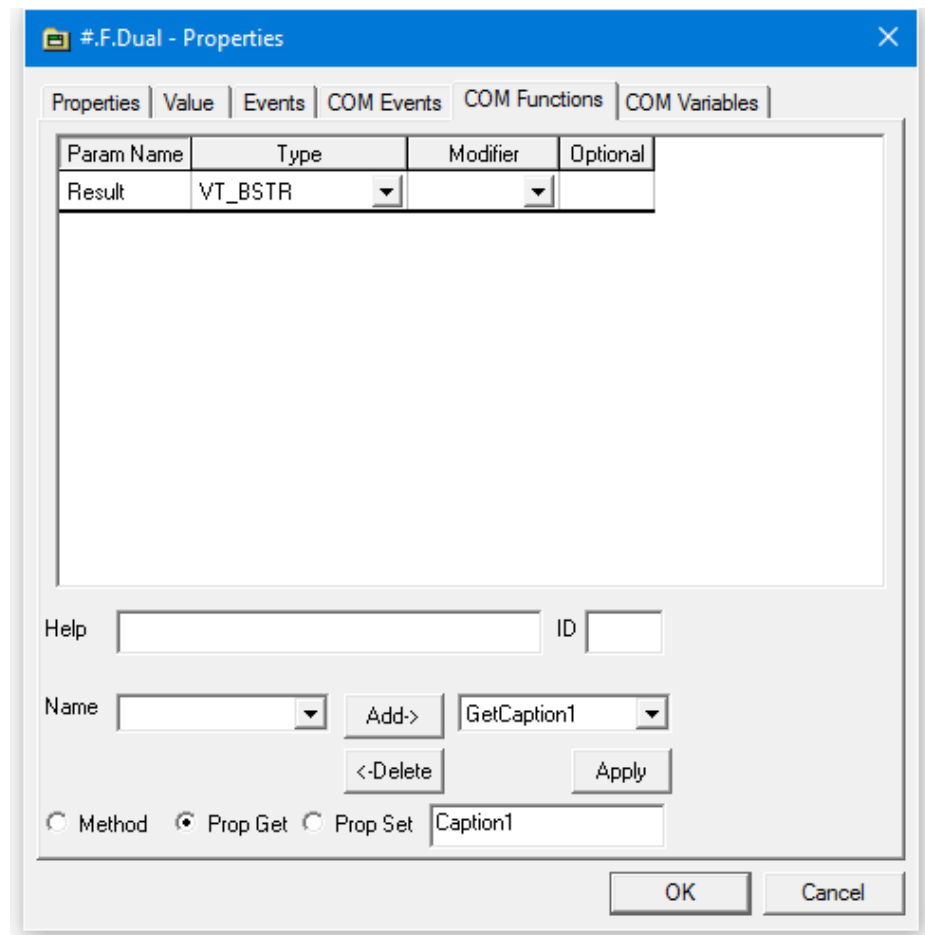 #.F.Dual - Properties
Properties Value Events COM Events COM Functions COM Variables
Param Name Type Modifier Optional
Result VT_BSTR
Help ID
Name Add-> GetCaption1
<-Delete Apply
Method Prop Get Prop Set Caption1
OK Cancel